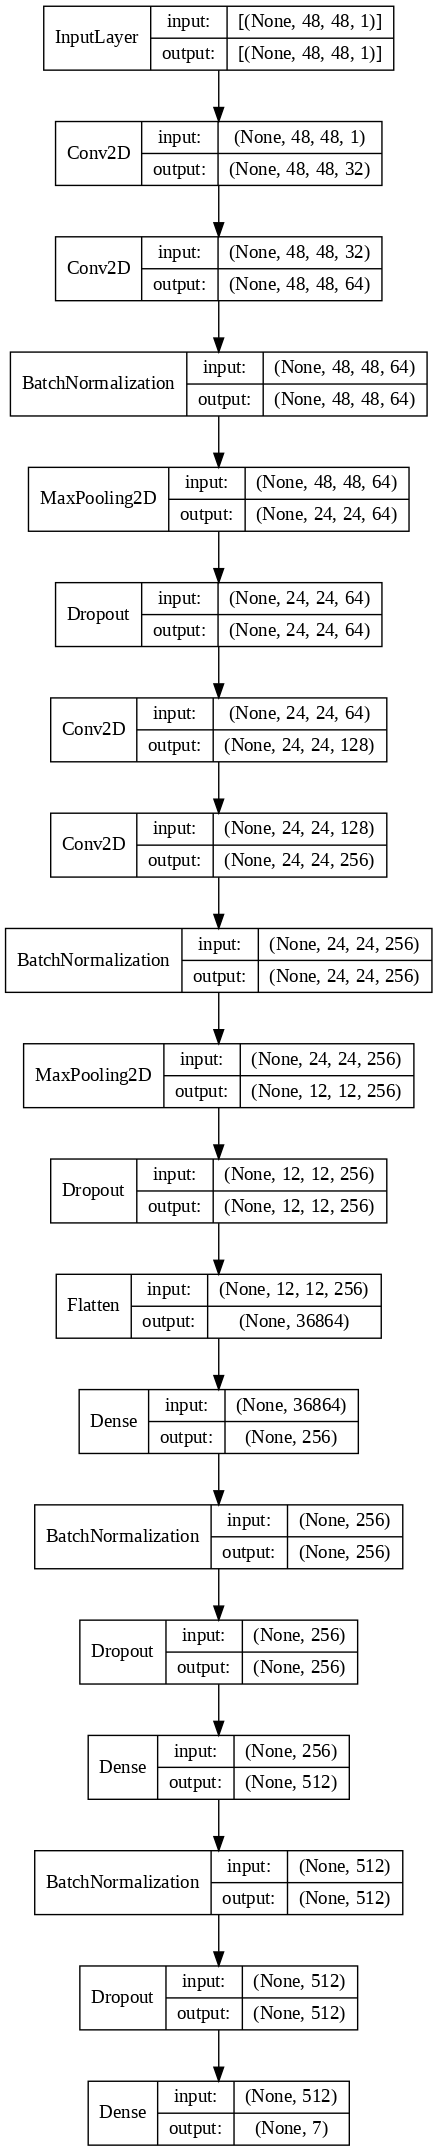 InputLayer
input:
[(None, 48, 48, 1)]
output:
[(None, 48, 48, 1)]
Conv2D
input:
(None, 48, 48, 1)
output:
(None, 48, 48, 32)
Conv2D
input:
(None, 48, 48, 32)
output:
(None, 48, 48, 64)
BatchNormalization
input:
(None, 48, 48, 64)
output:
(None, 48, 48, 64)
MaxPooling2D
input:
(None, 48, 48, 64)
output:
(None, 24, 24, 64)
Dropout
input:
(None, 24, 24, 64)
output:
(None, 24, 24, 64)
Conv2D
input:
(None, 24, 24, 64)
output:
(None, 24, 24, 128)
Conv2D
input:
(None, 24, 24, 128)
output:
(None, 24, 24, 256)
BatchNormalization
input:
(None, 24, 24, 256)
output:
(None, 24, 24, 256)
MaxPooling2D
input:
(None, 24, 24, 256)
output:
(None, 12, 12, 256)
Dropout
input:
(None, 12, 12, 256)
output:
(None, 12, 12, 256)
Flatten
input:
(None, 12, 12, 256)
output:
(None, 36864)
Dense
input:
(None, 36864)
output:
(None, 256)
BatchNormalization
input:
(None, 256)
output:
(None, 256)
Dropout
input:
(None, 256)
output:
(None, 256)
Dense
input:
(None, 256)
output:
(None, 512)
BatchNormalization
input:
(None, 512)
output:
(None, 512)
Dropout
input:
(None, 512)
output:
(None, 512)
Dense
input:
(None, 512)
output:
(None, 7)